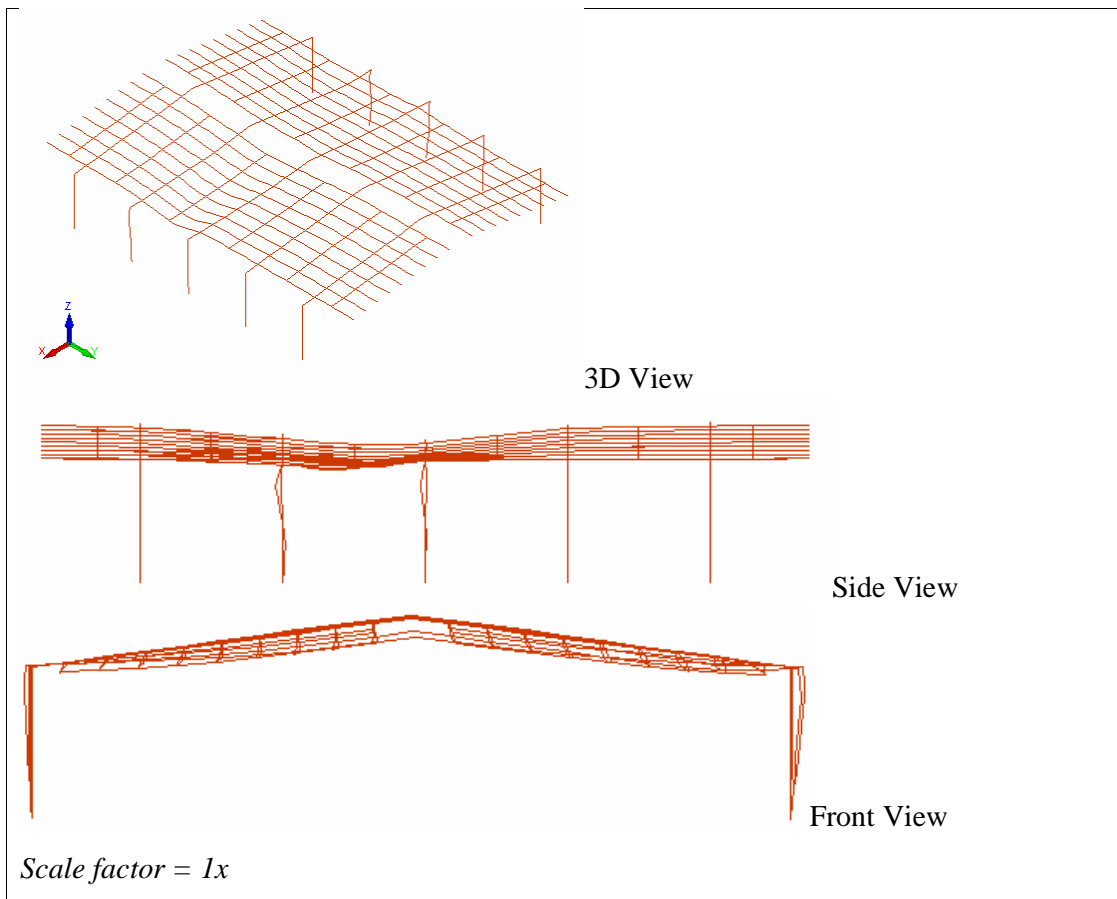 Z
X
Y
3D View
Side View
Front View
Scale factor = 1x